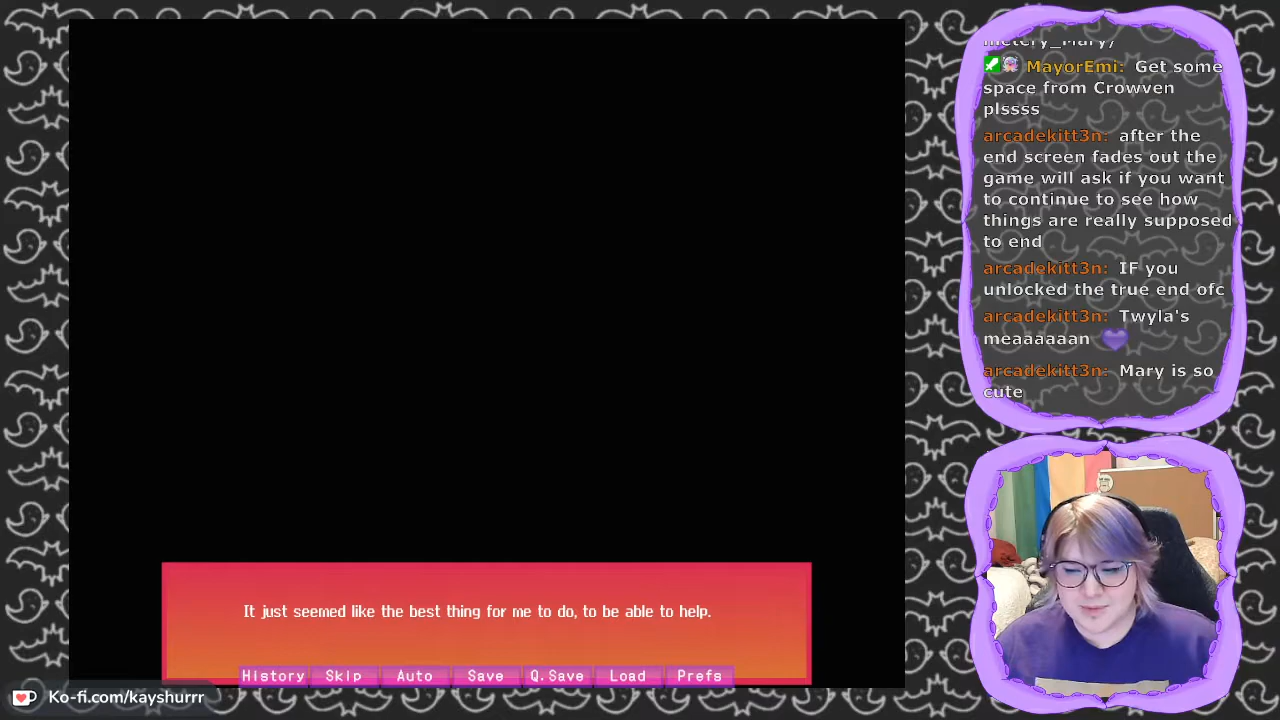 MayorEmi: Get some
space from Crowven
plssss
arcadekitt3n: after the
end screen fades out the
game will ask if you want
to continue to see how
things are really supposed
to end
arcadekitt3n: IF you
unlocked the true end ofc
arcadekitt3n: Twyla's
meaaaaaan
arcadekitt3n: Mary is so
cute
It just seemed like the best thing for me to do, to be able to help.
History Skip Auto Save Q.Save Load Prefs
Ko-fi.com/kayshurrr